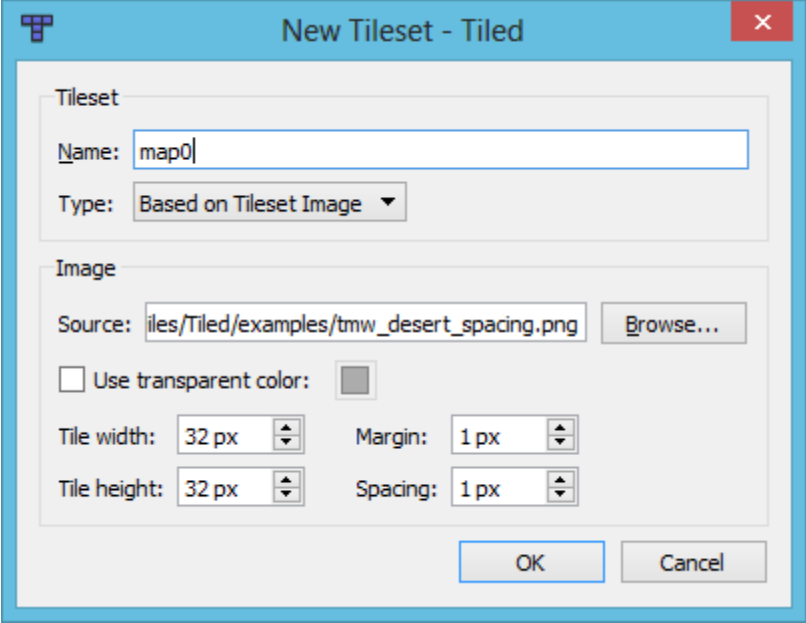 New Tileset - Tiled
Tileset
Name: map0
Type: Based on Tileset Image
Image
Source: iles/Tiled/examples/tmw_desert_spacing.png Browse...
Use transparent color:
Tile width: 32 px Margin: 1 px
Tile height: 32 px Spacing: 1 px
OK Cancel